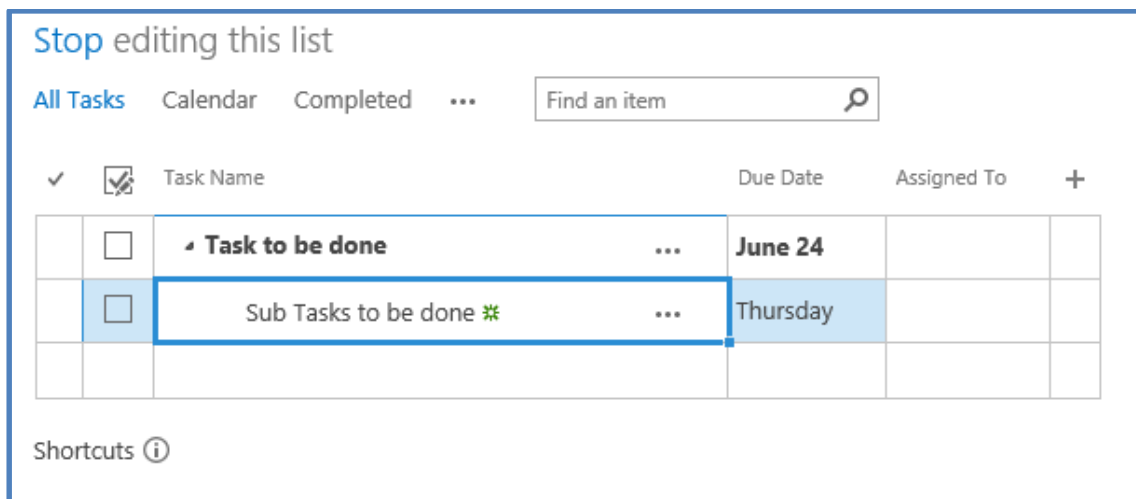 Stop editing this list
All Tasks Calendar Completed ... Find an item
Task Name Due Date Assigned To +
Task to be done ... June 24
Sub Tasks to be done ... Thursday
Shortcuts